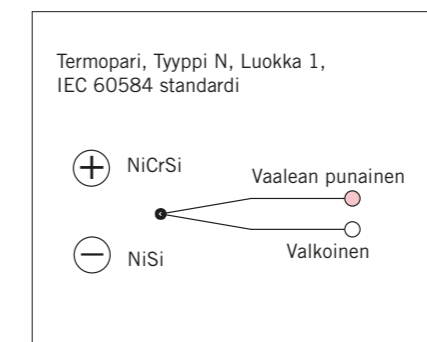 Termopari, Tyyppi N, Luokka 1,
IEC 60584 standardi
NiCrSi
Vaalean punainen
NiSi
Valkoinen